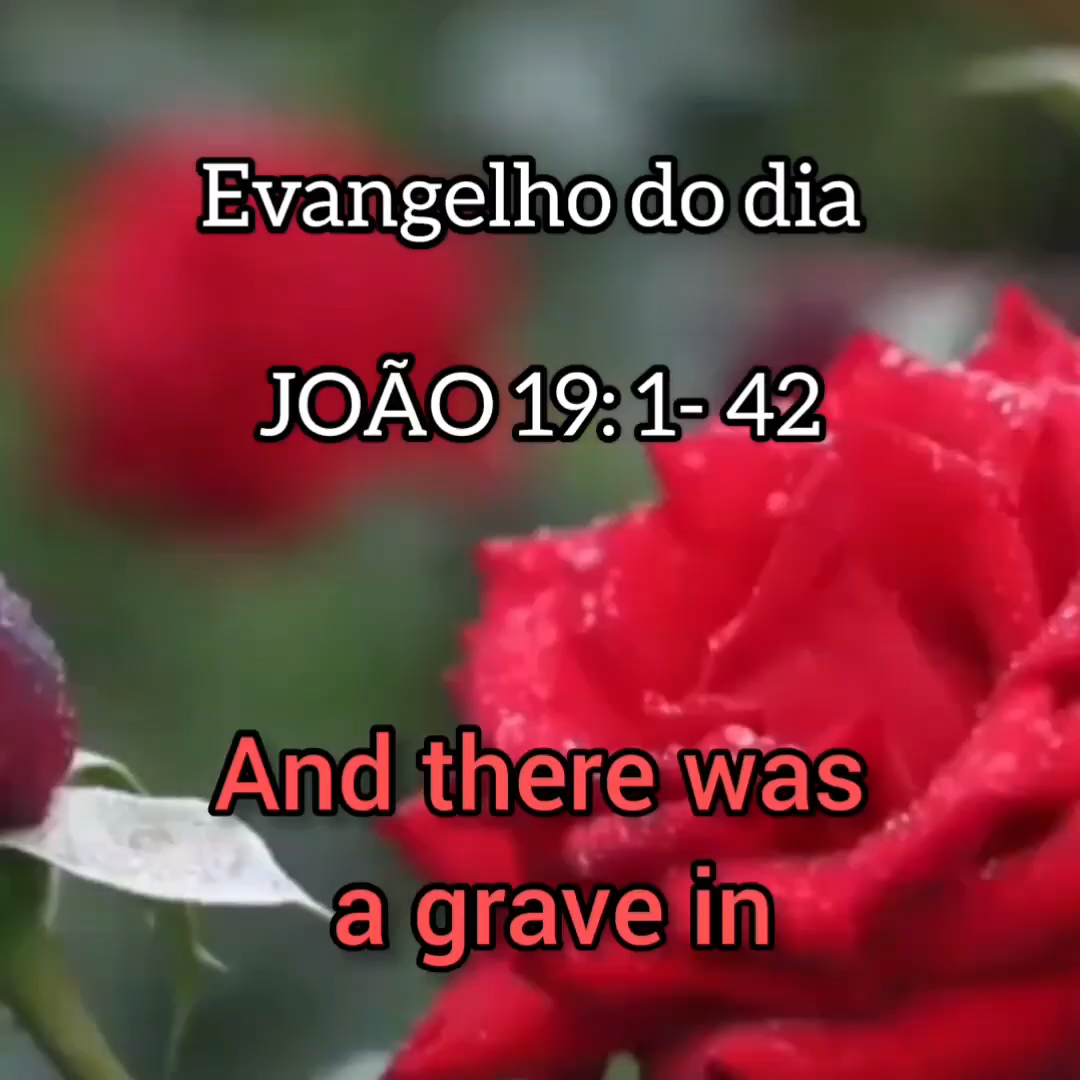 Evangelho do dia
JOÃO 19: 1- 42
And there was
a grave in